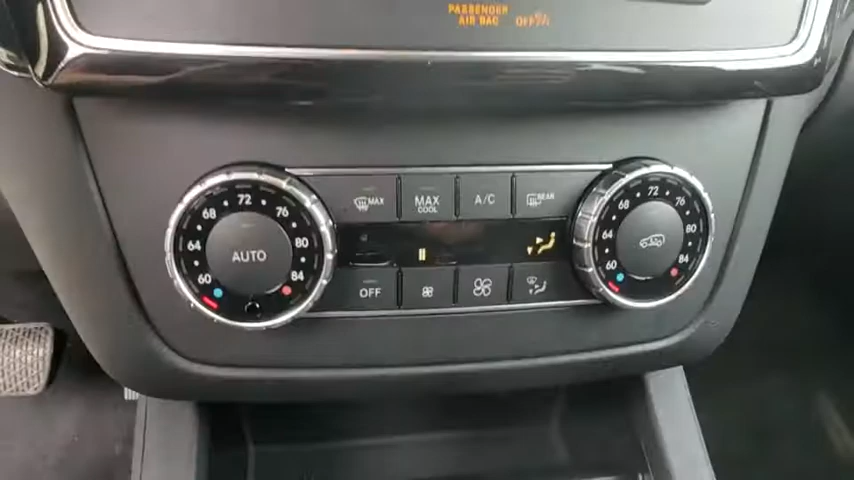 PASSENGER
AIR BAG OFF
MAX
MAX
COOL
A/C
REAR
72
68 76
64 80
AUTO
60 84
72
68 76
64 80
60 84
OFF